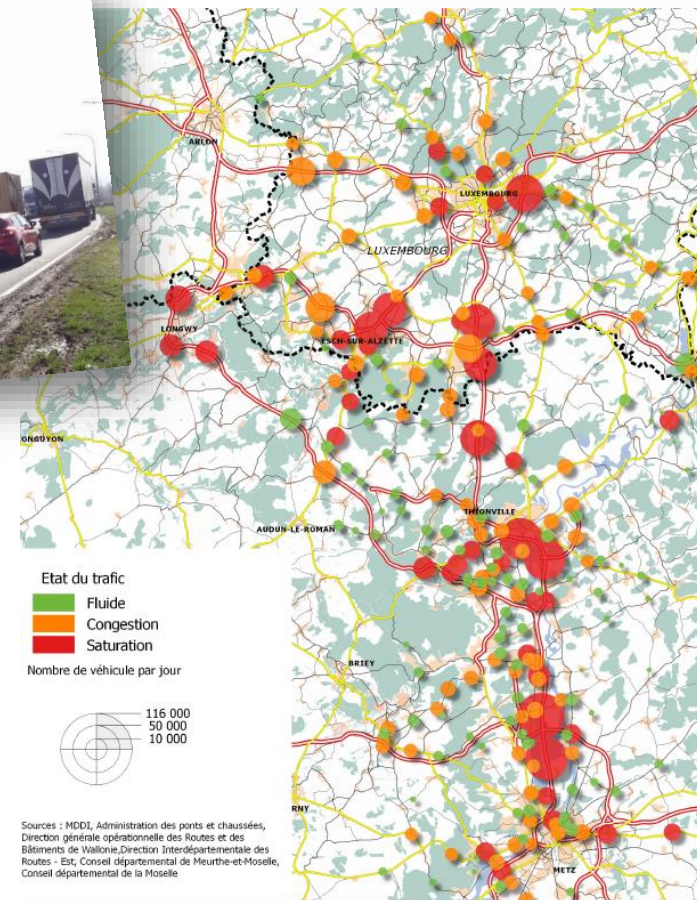 ARLON
LUXEMBOURG
LUXEMBOURG
LONGWY
ESCH-SUR-ALZETTE
ONGUYON
THIONVILLE
AUDUN-LE-ROMAN
Etat du trafic
Fluide
Congestion
Saturation
Nombre de véhicule par jour
BRIEY
116 000
50 000
10 000
RNY
Sources : MDDI, Administration des ponts et chaussées,
Direction générale opérationnelle des Routes et des
Bâtiments de Wallonie,Direction Interdépartementale des
Routes - Est, Conseil départemental de Meurthe-et-Moselle,
Conseil départemental de la Moselle
METZ